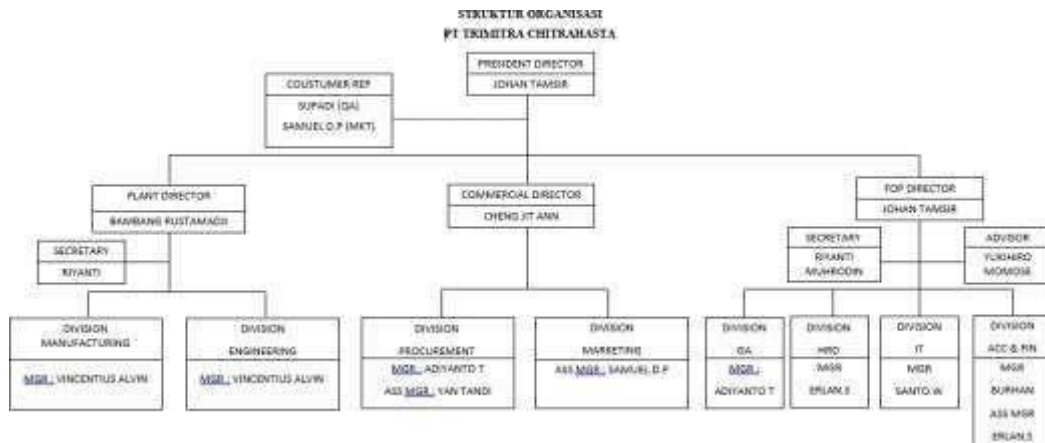 STRUKTUR ORGANISASI
PT TRIMITRA CHITRAHASTA
PRESIDENT DIRECTOR
JOHAN TAMSIR
COUSTUMER REP
SUPADI (QA)
SAMUEL D.P (MKT)
PLANT DIRECTOR
BAMBANG RUSTAMADJI
COMMERCIAL DIRECTOR
CHENG JIT ANN
DIRECTOR
JOHAN TAMSIR
SECRETARY
RIYANTI
SECRETARY
RIYANTI
MUHRODIN
ADVISOR
YUKIHIRO
MOMOSE
DIVISION
MANUFACTURING
MGR : VINCENTIUS ALVIN
DIVISION
ENGINEERING
MGR : VINCENTIUS ALVIN
DIVISION
PROCUREMENT
MGR : ADIYANTO T
ASS MGR : YAN TANDI
DIVISION
MARKETING
ASS MGR : SAMUEL D.P
DIVISION
GA
MGR :
ADIYANTO T
DIVISION
HRD
MGR
ERLAN.S
DIVISION
IT
MGR
SANTO.W
DIVISION
ACC & FIN
MGR
BURHAN
ASS MGR
ERLAN.S